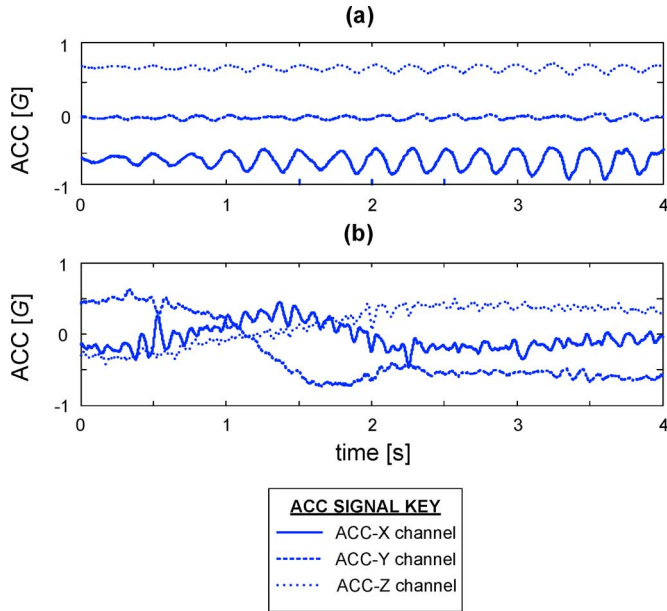 (a)
1
ACC [G]
0
-1
0
1
2
3
4
(b)
1
ACC [G]
0
-1
0
1
2
3
4
time [s]
ACC SIGNAL KEY
ACC-X channel
ACC-Y channel
ACC-Z channel